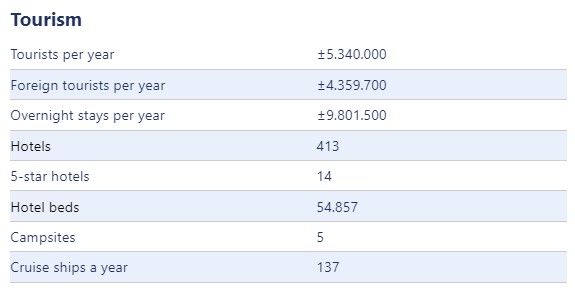 Tourism
Tourists per year ±5.340.000
Foreign tourists per year ±4.359.700
Overnight stays per year ±9.801.500
Hotels 413
5-star hotels 14
Hotel beds 54.857
Campsites 5
Cruise ships a year 137